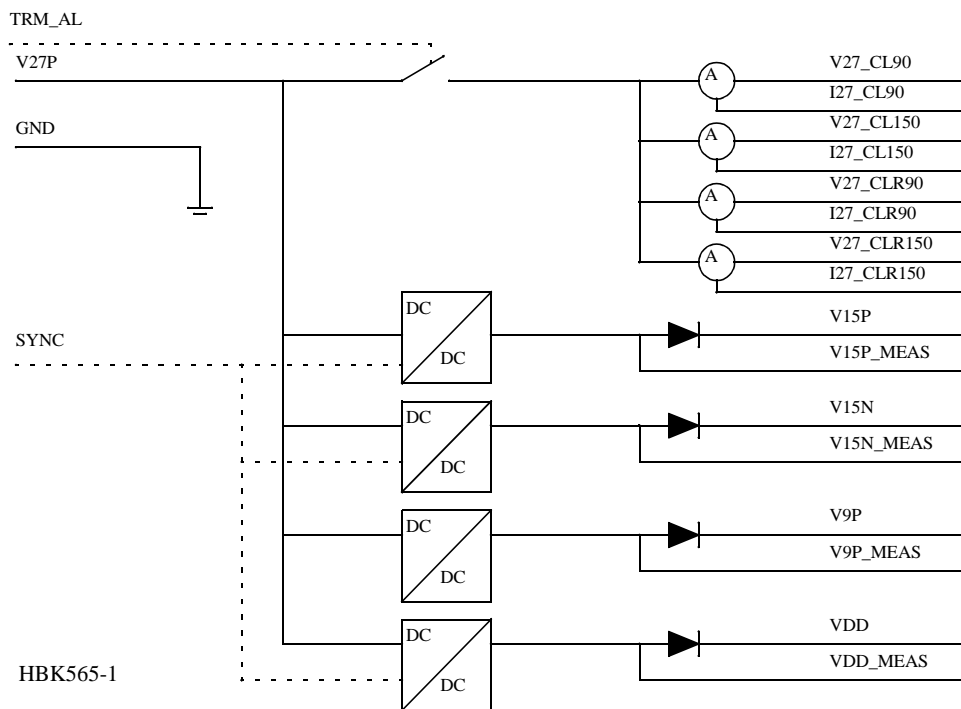 TRM_AL
V27P
GND
SYNC
HBK565-1
A
V27_CL90
I27_CL90
A
V27_CL150
I27_CL150
A
V27_CLR90
I27_CLR90
A
V27_CLR150
I27_CLR150
DC
DC
V15P
V15P_MEAS
DC
DC
V15N
V15N_MEAS
DC
DC
V9P
V9P_MEAS
DC
DC
VDD
VDD_MEAS